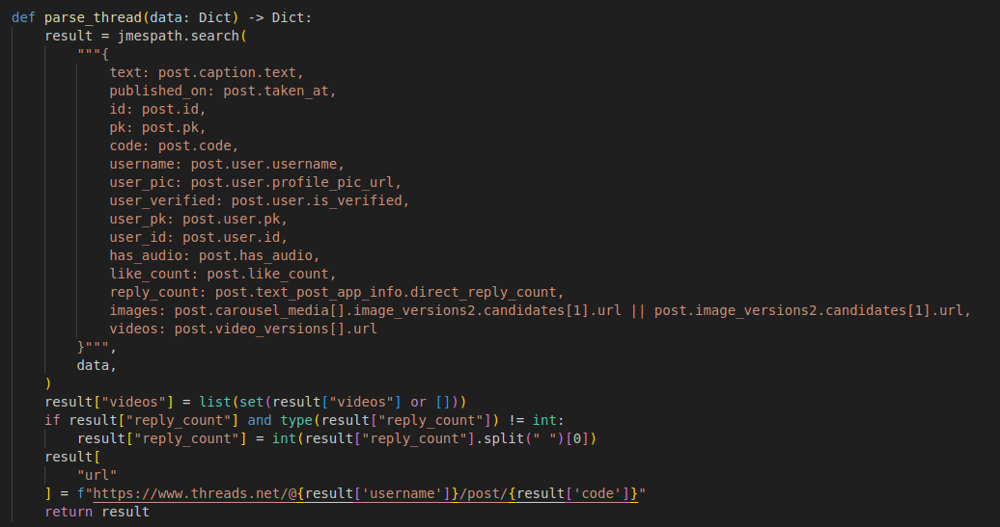 def parse_thread(data: Dict) -> Dict:
    result = jmespath.search(
        """{
            text: post.caption.text,
            published_on: post.taken_at,
            id: post.id,
            pk: post.pk,
            code: post.code,
            username: post.user.username,
            user_pic: post.user.profile_pic_url,
            user_verified: post.user.is_verified,
            user_pk: post.user.pk,
            user_id: post.user.id,
            has_audio: post.has_audio,
            like_count: post.like_count,
            reply_count: post.text_post_app_info.direct_reply_count,
            images: post.carousel_media[].image_versions2.candidates[1].url || post.image_versions2.candidates[1].url,
            videos: post.video_versions[].url
        }""",
        data,
    )
    result["videos"] = list(set(result["videos"] or []))
    if result["reply_count"] and type(result["reply_count"]) != int:
        result["reply_count"] = int(result["reply_count"].split(" ")[0])
    result[
        "url"
    ] = f"https://www.threads.net/@{result['username']}/post/{result['code']}"
    return result